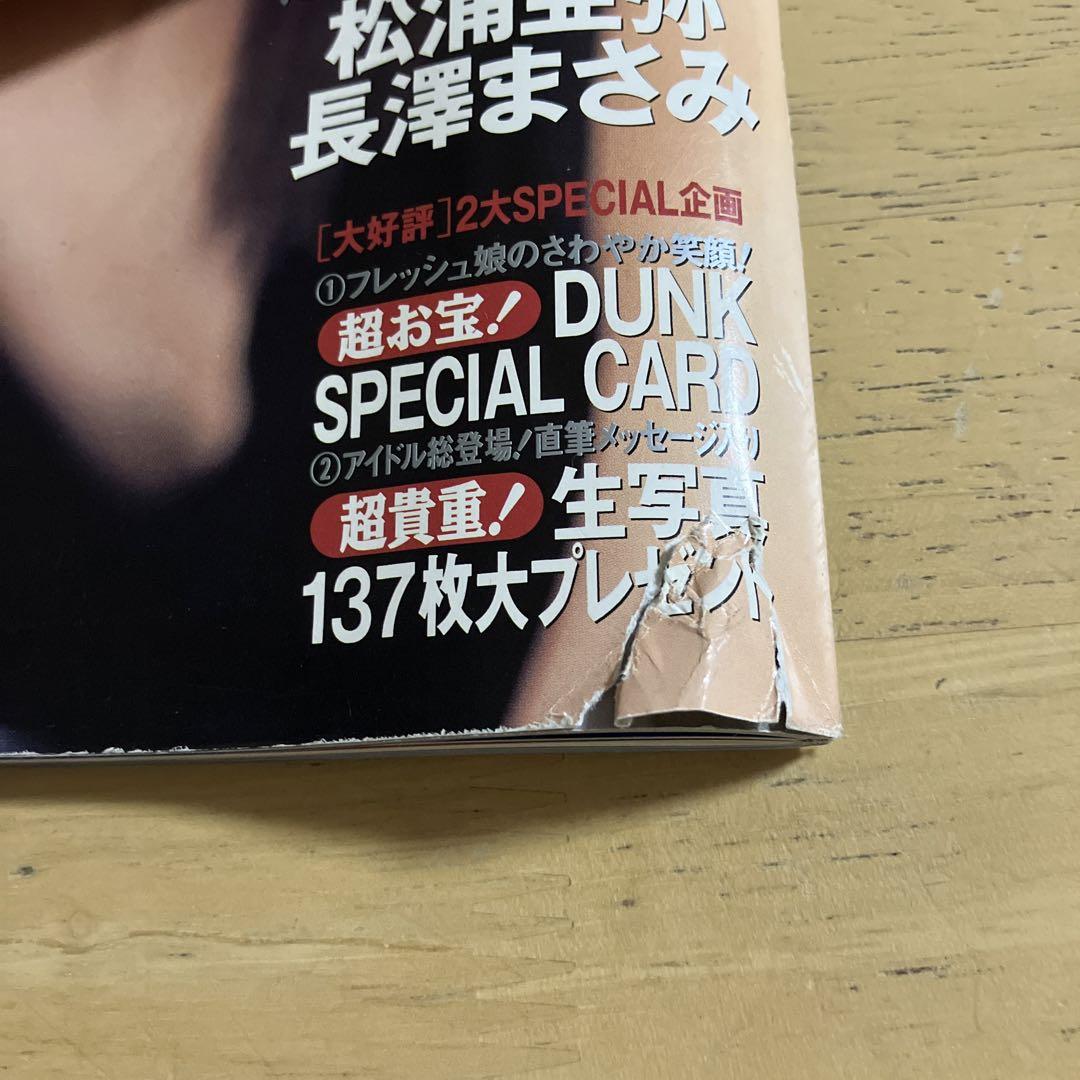 松浦亜弥
長澤まさみ
[大好評]2大SPECIAL企画
①フレッシュ娘のさわやか笑顔!
超お宝! DUNK
SPECIAL CARD
②アイドル総登場!直筆メッセージ入り
超貴重! 生写真
137枚大プレゼント